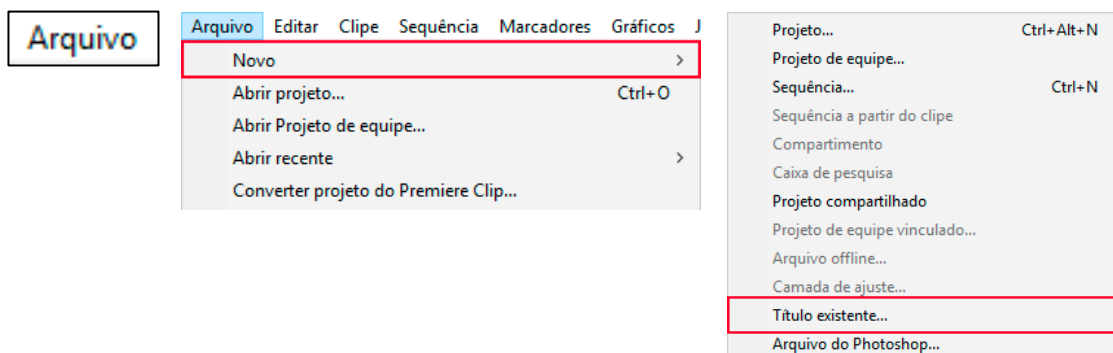 Arquivo
Arquivo Editar Clipe Sequência Marcadores Gráficos J
Novo >
Abrir projeto... Ctrl+O
Abrir Projeto de equipe...
Abrir recente >
Converter projeto do Premiere Clip...
Projeto... Ctrl+Alt+N
Projeto de equipe...
Sequência... Ctrl+N
Sequência a partir do clipe
Compartimento
Caixa de pesquisa
Projeto compartilhado
Projeto de equipe vinculado...
Arquivo offline...
Camada de ajuste...
Título existente...
Arquivo do Photoshop...